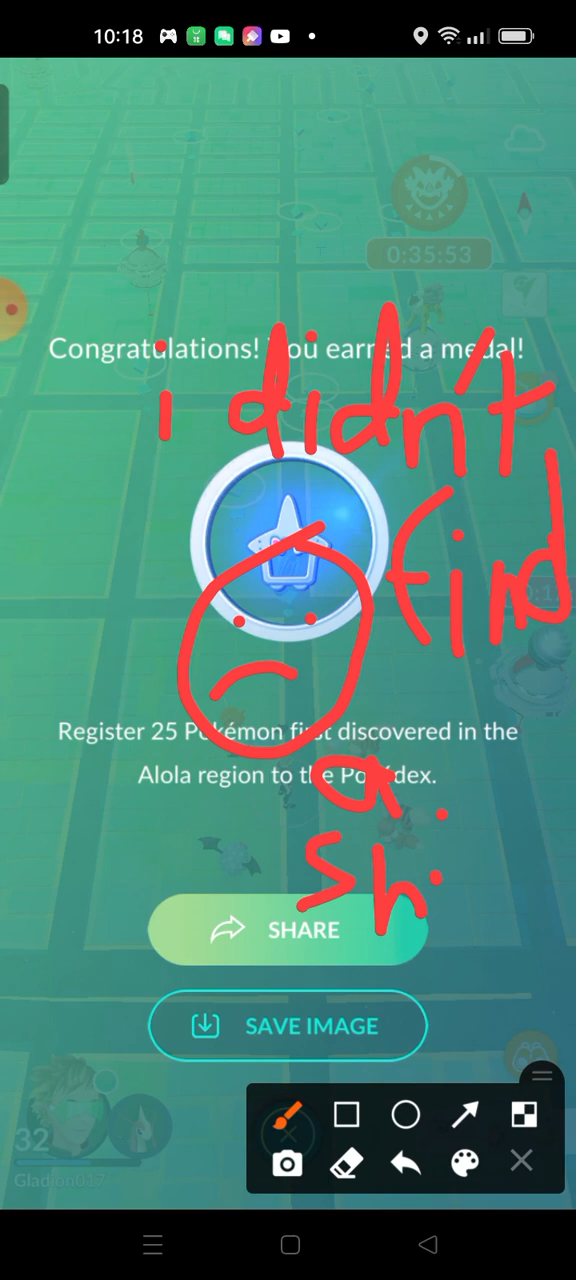 10:18
0:35:53
Congratulations! You earned a medal!
i didn't
find
Register 25 Pokémon first discovered in the
Alola region to the Pokédex.
a
sh
SHARE
SAVE IMAGE
32
Gladion017